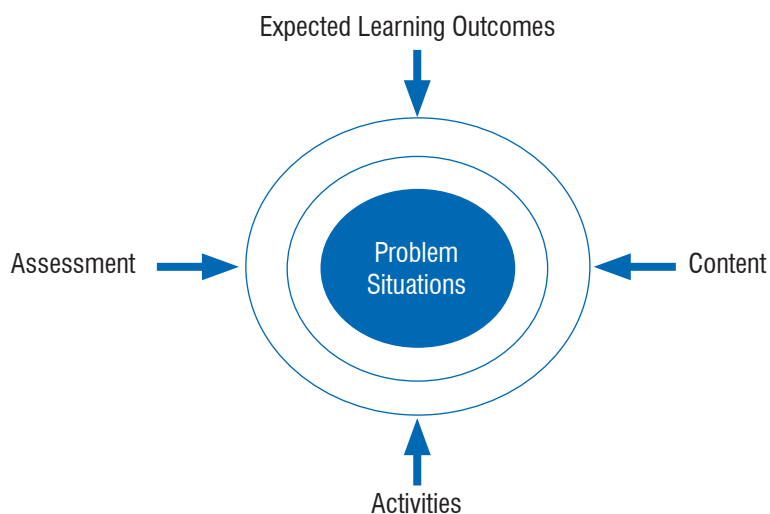 Expected Learning Outcomes
Assessment
Problem
Situations
Content
Activities